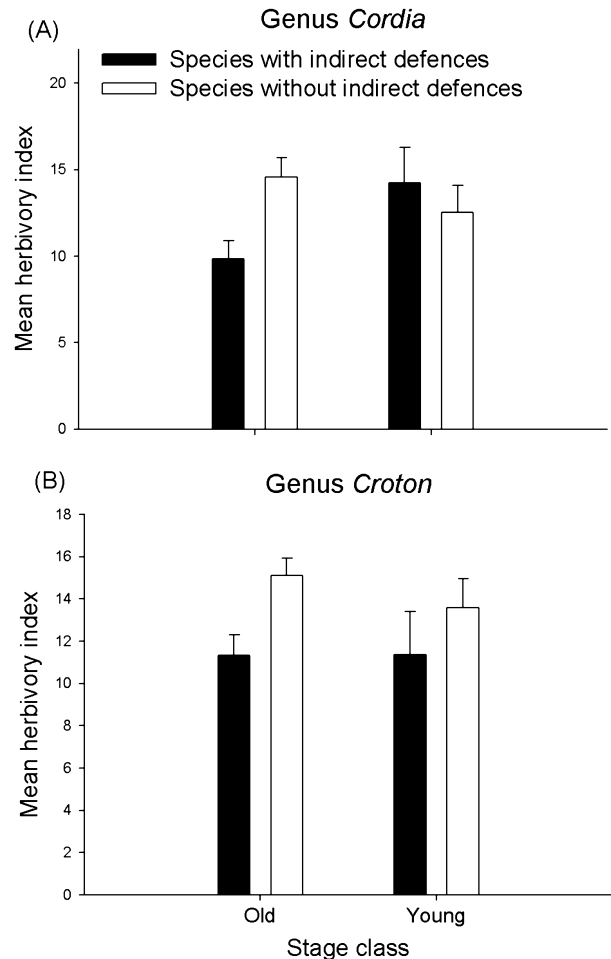 (A)
Genus Cordia
Species with indirect defences
Species without indirect defences
20
15
10
5
0
Mean herbivory index
(B)
Genus Croton
18
16
14
12
10
8
6
4
2
0
Mean herbivory index
Old Young
Stage class